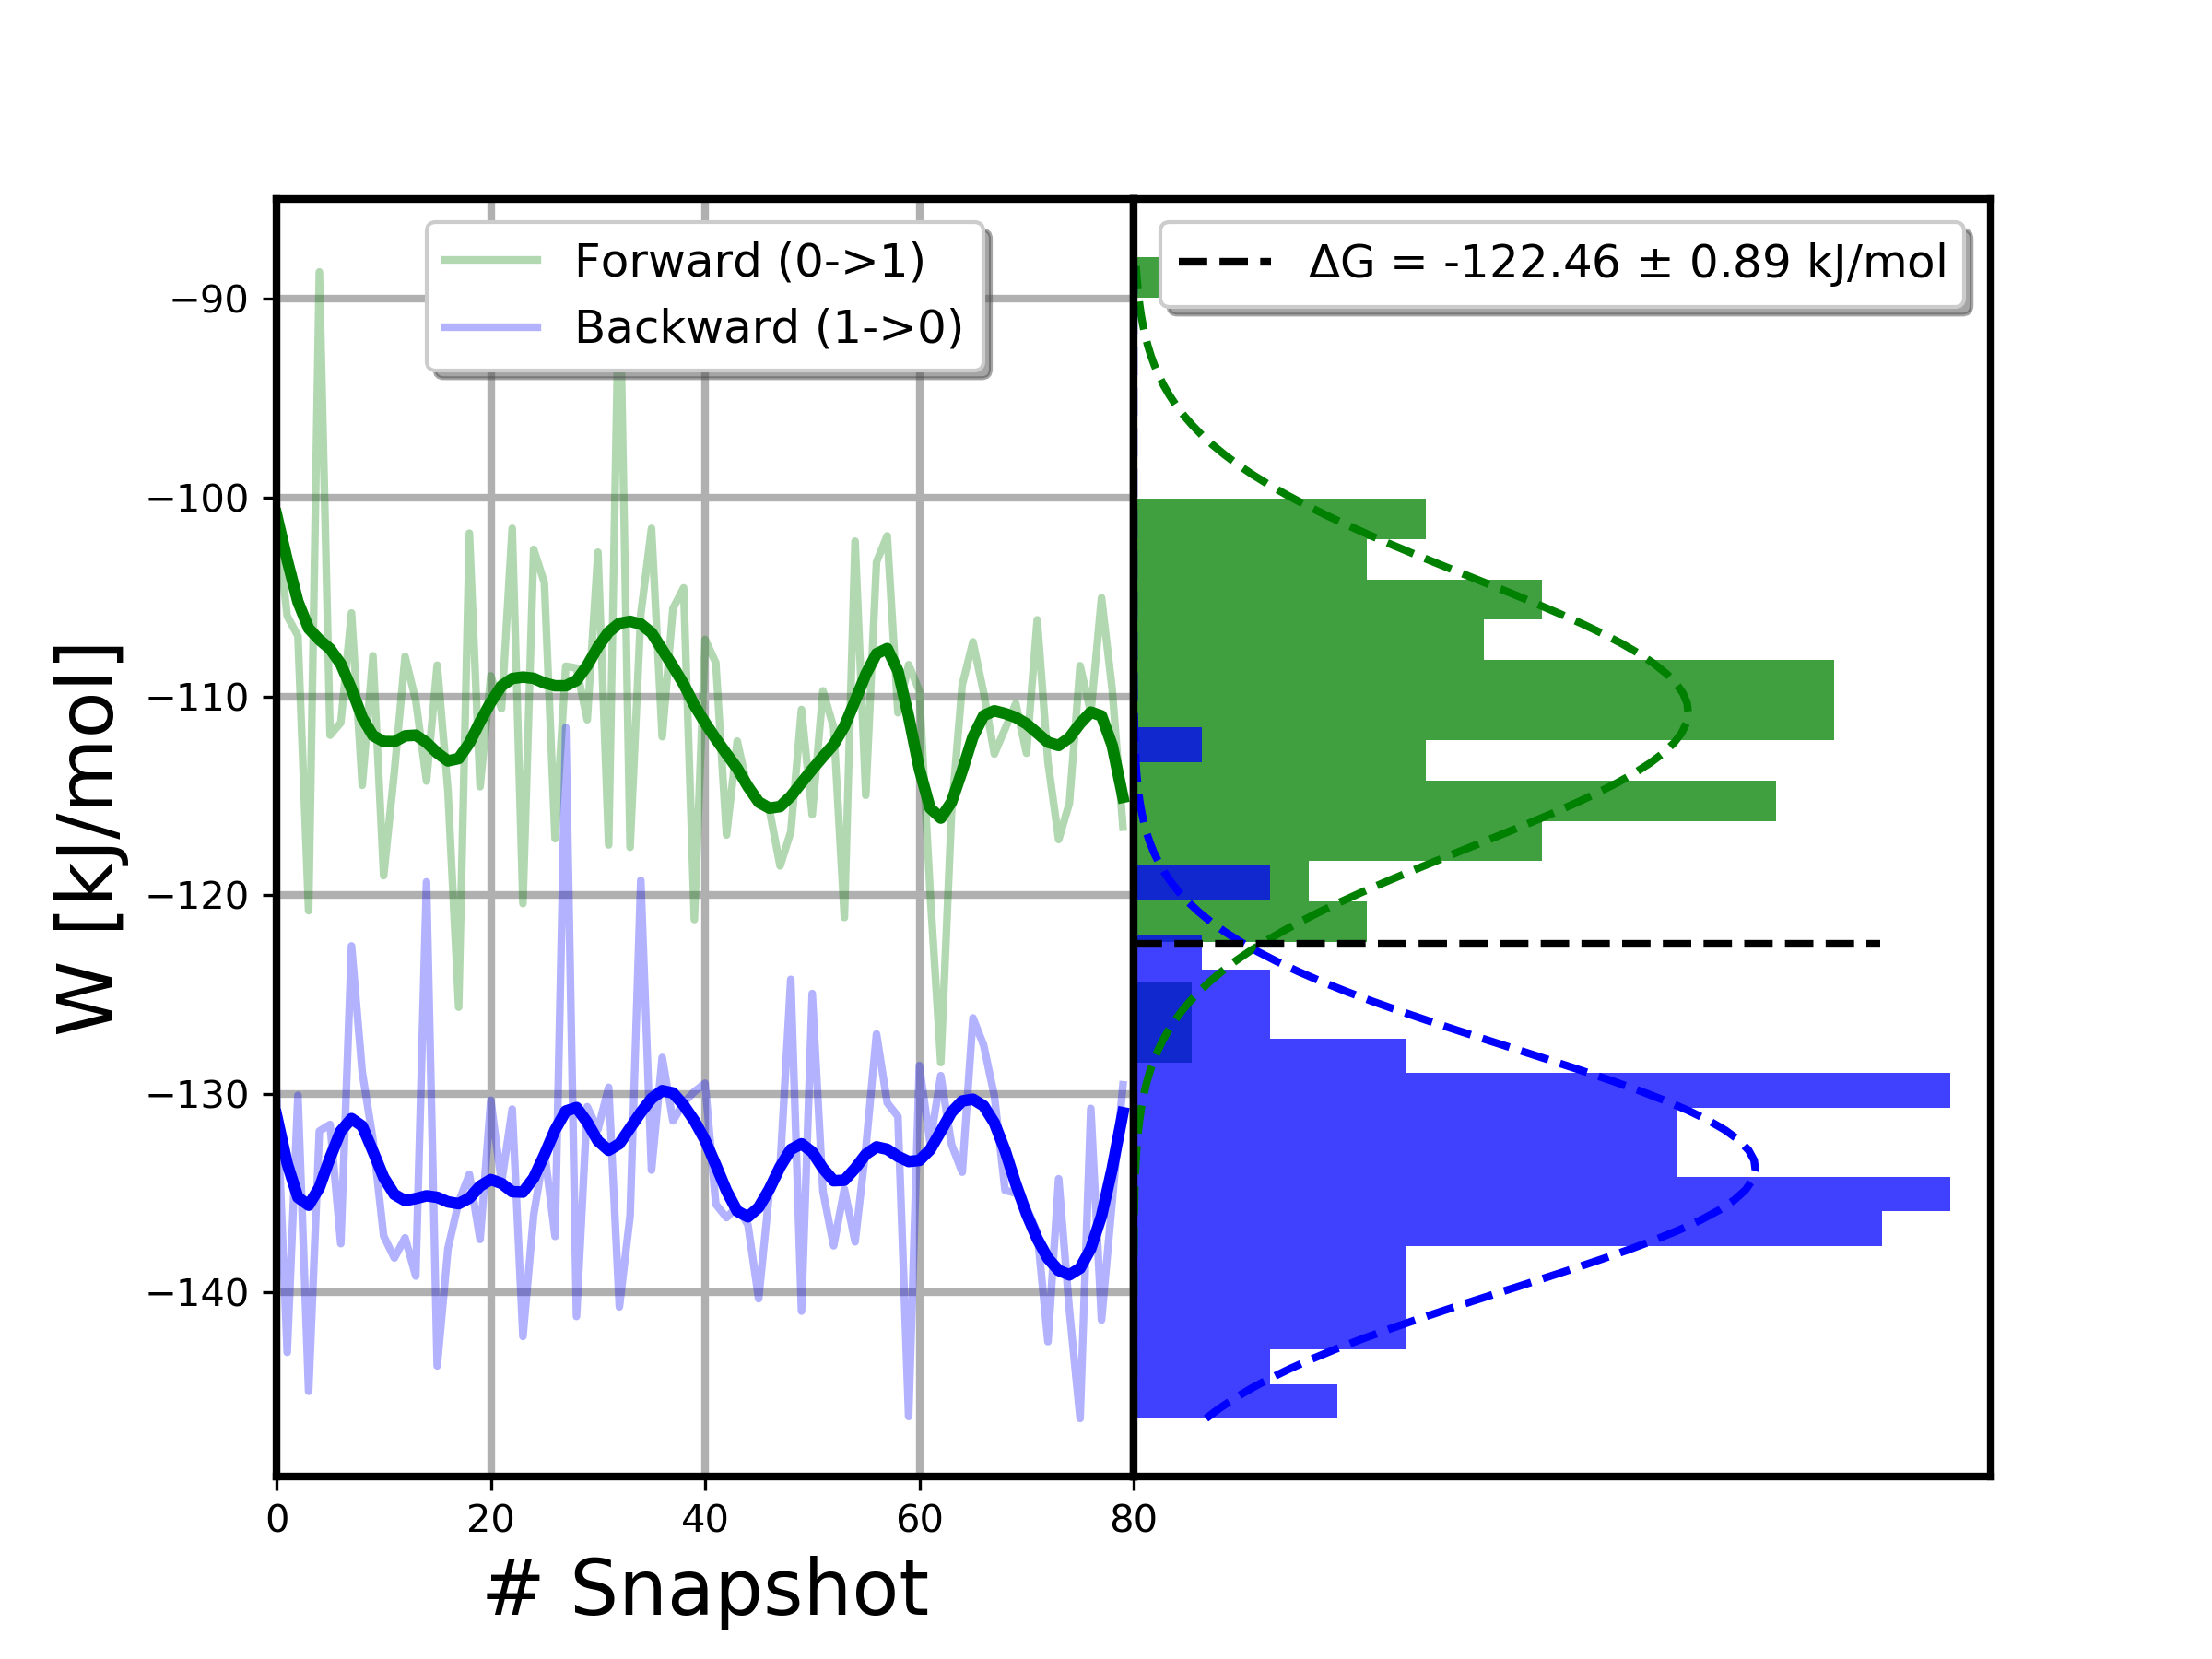 Forward (0->1)
Backward (1->0)
ΔG = -122.46 ± 0.89 kJ/mol
−90
−100
−110
−120
−130
−140
W [kJ/mol]
0 20 40 60 80
# Snapshot